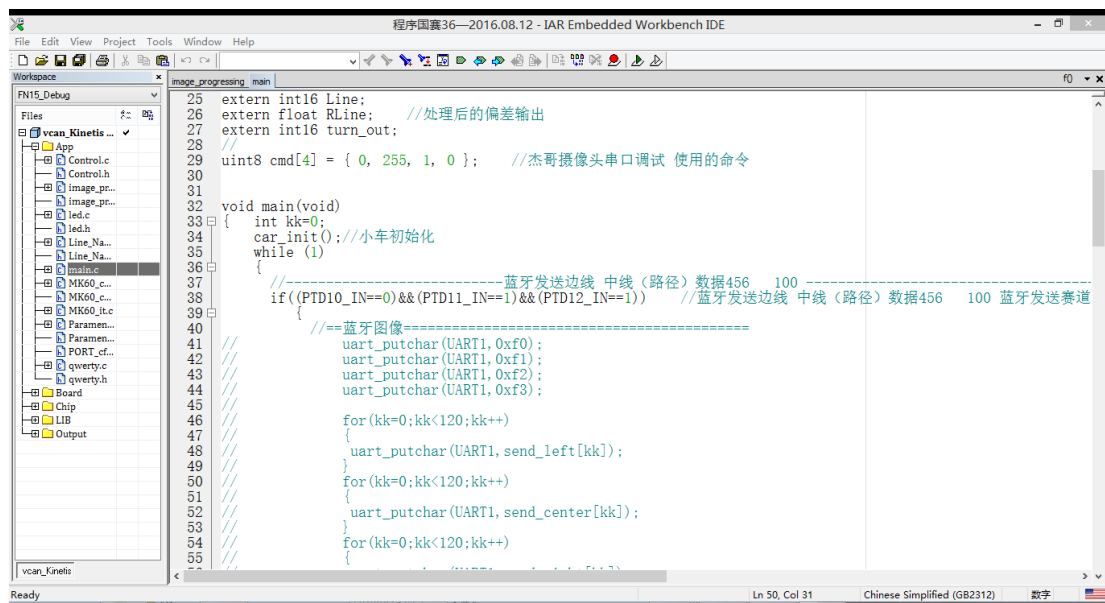 程序国赛36—2016.08.12 - IAR Embedded Workbench IDE
File Edit View Project Tools Window Help
Workspace
image_progressing main f()
FN15_Debug
Files
vcan_Kinetis ...
App
Control.c
Control.h
image_pr...
image_pr...
led.c
led.h
Line_Na...
Line_Na...
main.c
MK60_c...
MK60_c...
MK60_it.c
Paramen...
Paramen...
PORT_cf...
qwerty.c
qwerty.h
Board
Chip
LIB
Output
vcan_Kinetis
25 extern int16 Line;
26 extern float RLine; //处理后的偏差输出
27 extern int16 turn_out;
28 //
29 uint8 cmd[4] = { 0, 255, 1, 0 }; //杰哥摄像头串口调试 使用的命令
30
31
32 void main(void)
33 { int kk=0;
34 car_init();//小车初始化
35 while (1)
36 {
37 //---------------------------蓝牙发送边线 中线（路径）数据456 100 ------------------------------------
38 if((PTD10_IN==0)&&(PTD11_IN==1)&&(PTD12_IN==1)) //蓝牙发送边线 中线（路径）数据456 100 蓝牙发送赛道
39 {
40 //==蓝牙图像===========================================
41 // uart_putchar(UART1,0xf0);
42 // uart_putchar(UART1,0xf1);
43 // uart_putchar(UART1,0xf2);
44 // uart_putchar(UART1,0xf3);
45 //
46 // for(kk=0;kk<120;kk++)
47 // {
48 // uart_putchar(UART1,send_left[kk]);
49 // }
50 // for(kk=0;kk<120;kk++)
51 // {
52 // uart_putchar(UART1,send_center[kk]);
53 // }
54 // for(kk=0;kk<120;kk++)
55 // {
Ready Ln 50, Col 31 Chinese Simplified (GB2312) 数字